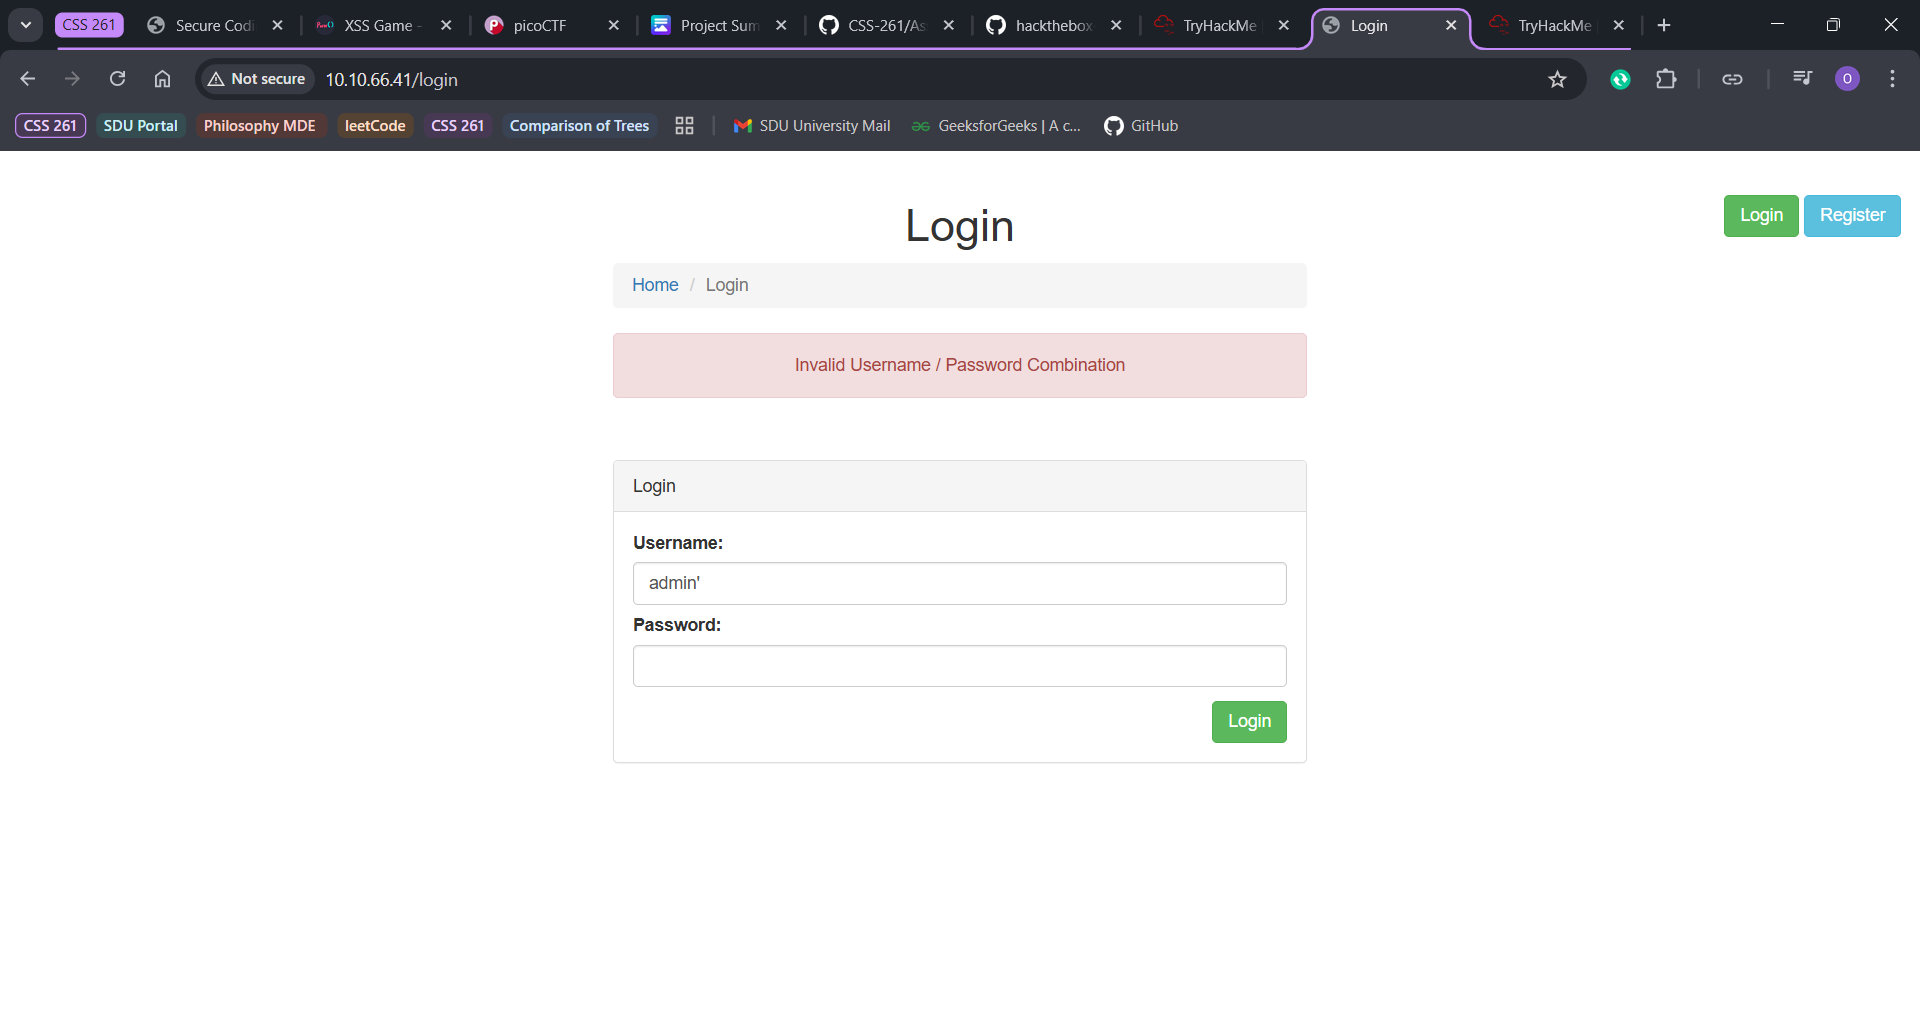 CSS 261 Secure Codi XSS Game - picoCTF Project Sum CSS-261/As hackthebox TryHackMe Login TryHackMe
Not secure 10.10.66.41/login O
CSS 261 SDU Portal Philosophy MDE leetCode CSS 261 Comparison of Trees SDU University Mail GeeksforGeeks | A c... GitHub
Login
Login Register
Home / Login
Invalid Username / Password Combination
Login
Username:
admin'
Password:
Login